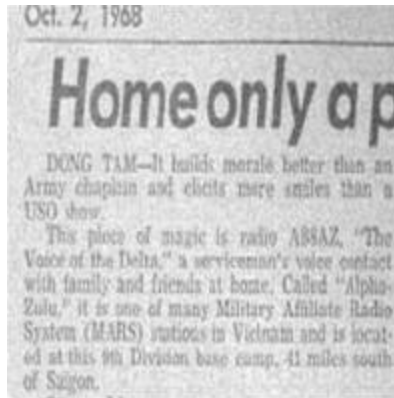 Oct. 2, 1968
Home only a p
DONG TAM—It builds morale better than an
Army chaplain and elicits more smiles than a
USO show.
This piece of magic is radio AB8AZ, "The
Voice of the Delta," a serviceman's voice contact
with family and friends at home. Called "Alpha-
Zulu," it is one of many Military Affiliate Radio
System (MARS) stations in Vietnam and is locat-
ed at this 9th Division base camp, 41 miles south
of Saigon.